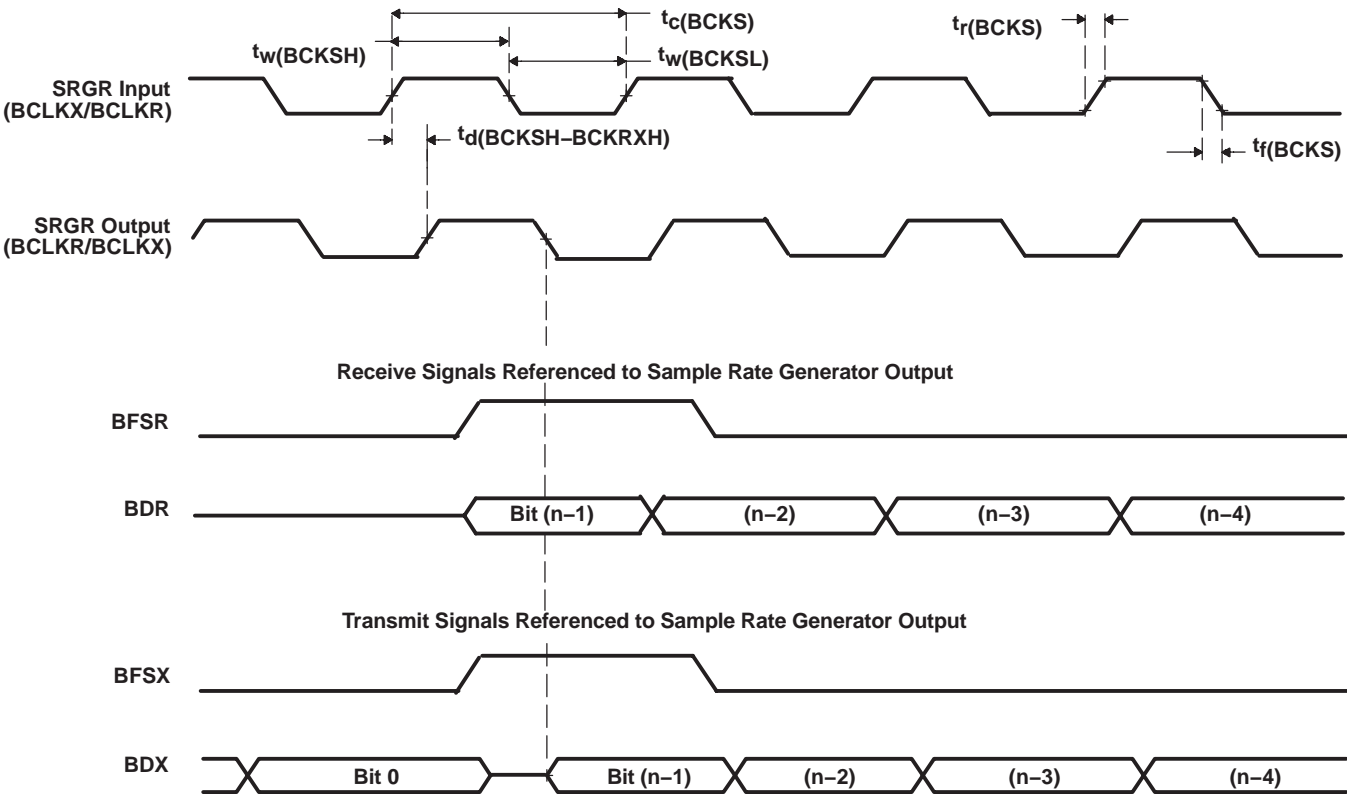 tc(BCKS)
tr(BCKS)
tw(BCKSH)
tw(BCKSL)
SRGR Input
(BCLKX/BCLKR)
td(BCKSH−BCKRXH)
tf(BCKS)
SRGR Output
(BCLKR/BCLKX)
Receive Signals Referenced to Sample Rate Generator Output
BFSR
BDR Bit (n−1) (n−2) (n−3) (n−4)
Transmit Signals Referenced to Sample Rate Generator Output
BFSX
BDX Bit 0 Bit (n−1) (n−2) (n−3) (n−4)